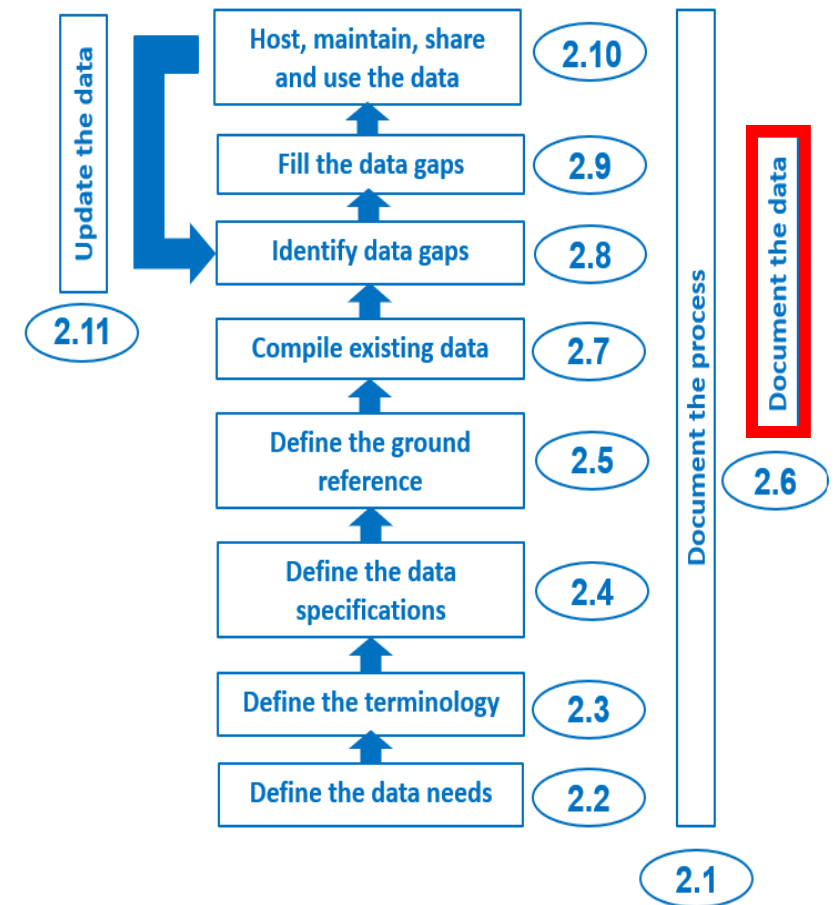 Update the data
2.11
Host, maintain, share
and use the data
2.10
Fill the data gaps
2.9
Identify data gaps
2.8
Compile existing data
2.7
Define the ground
reference
2.5
Define the data
specifications
2.4
Define the terminology
2.3
Define the data needs
2.2
Document the process
2.1
Document the data
2.6